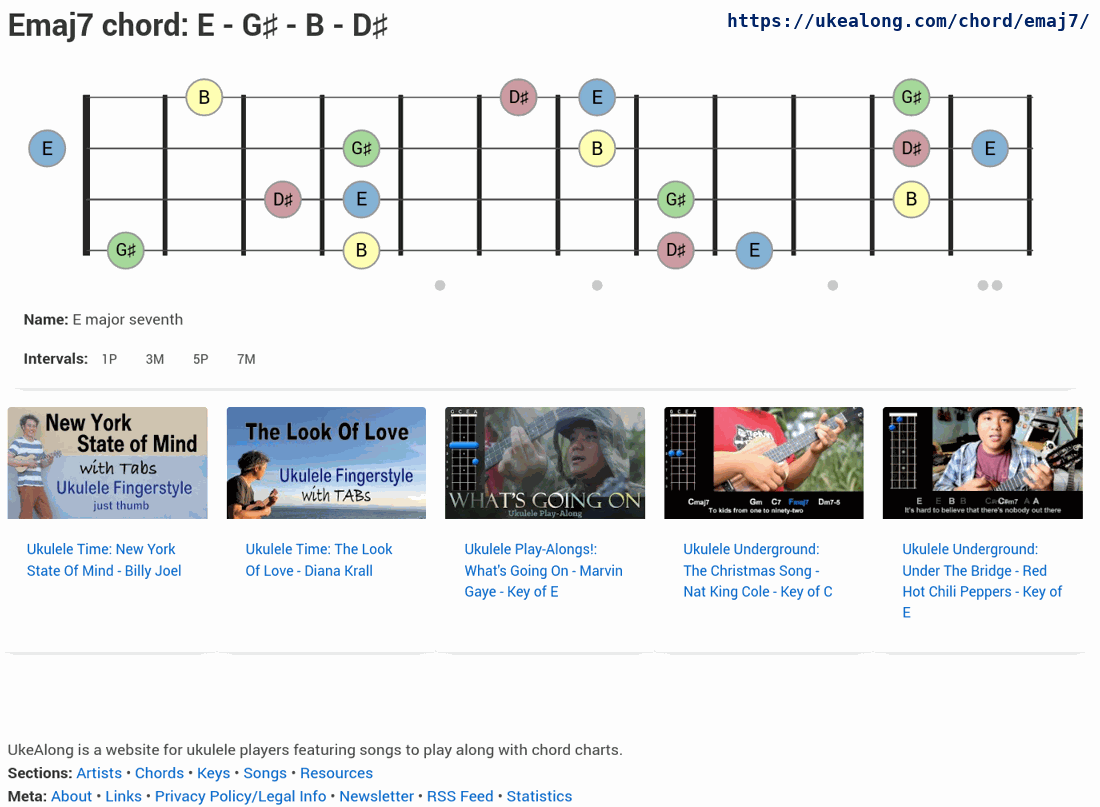 Emaj7 chord: E - G♯ - B - D♯
https://ukealong.com/chord/emaj7/
B D♯ E G♯
E G♯ B D♯ E
D♯ E G♯ B
G♯ B D♯ E
Name: E major seventh
Intervals: 1P 3M 5P 7M
New York
State of Mind
with Tabs
Ukulele Fingerstyle
just thumb
The Look Of Love
Ukulele Fingerstyle
with TABs
G C E A
WHAT'S GOING ON
Ukulele Play-Along
G C E A
Cmaj7 Gm C7 Fmaj7 Dm7-5
To kids from one to ninety-two
E E B B C#m C#m7 A A
It's hard to believe that there's nobody out there
Ukulele Time: New York
State Of Mind - Billy Joel
Ukulele Time: The Look
Of Love - Diana Krall
Ukulele Play-Alongs!:
What's Going On - Marvin
Gaye - Key of E
Ukulele Underground:
The Christmas Song -
Nat King Cole - Key of C
Ukulele Underground:
Under The Bridge - Red
Hot Chili Peppers - Key of
E
UkeAlong is a website for ukulele players featuring songs to play along with chord charts.
Sections: Artists • Chords • Keys • Songs • Resources
Meta: About • Links • Privacy Policy/Legal Info • Newsletter • RSS Feed • Statistics